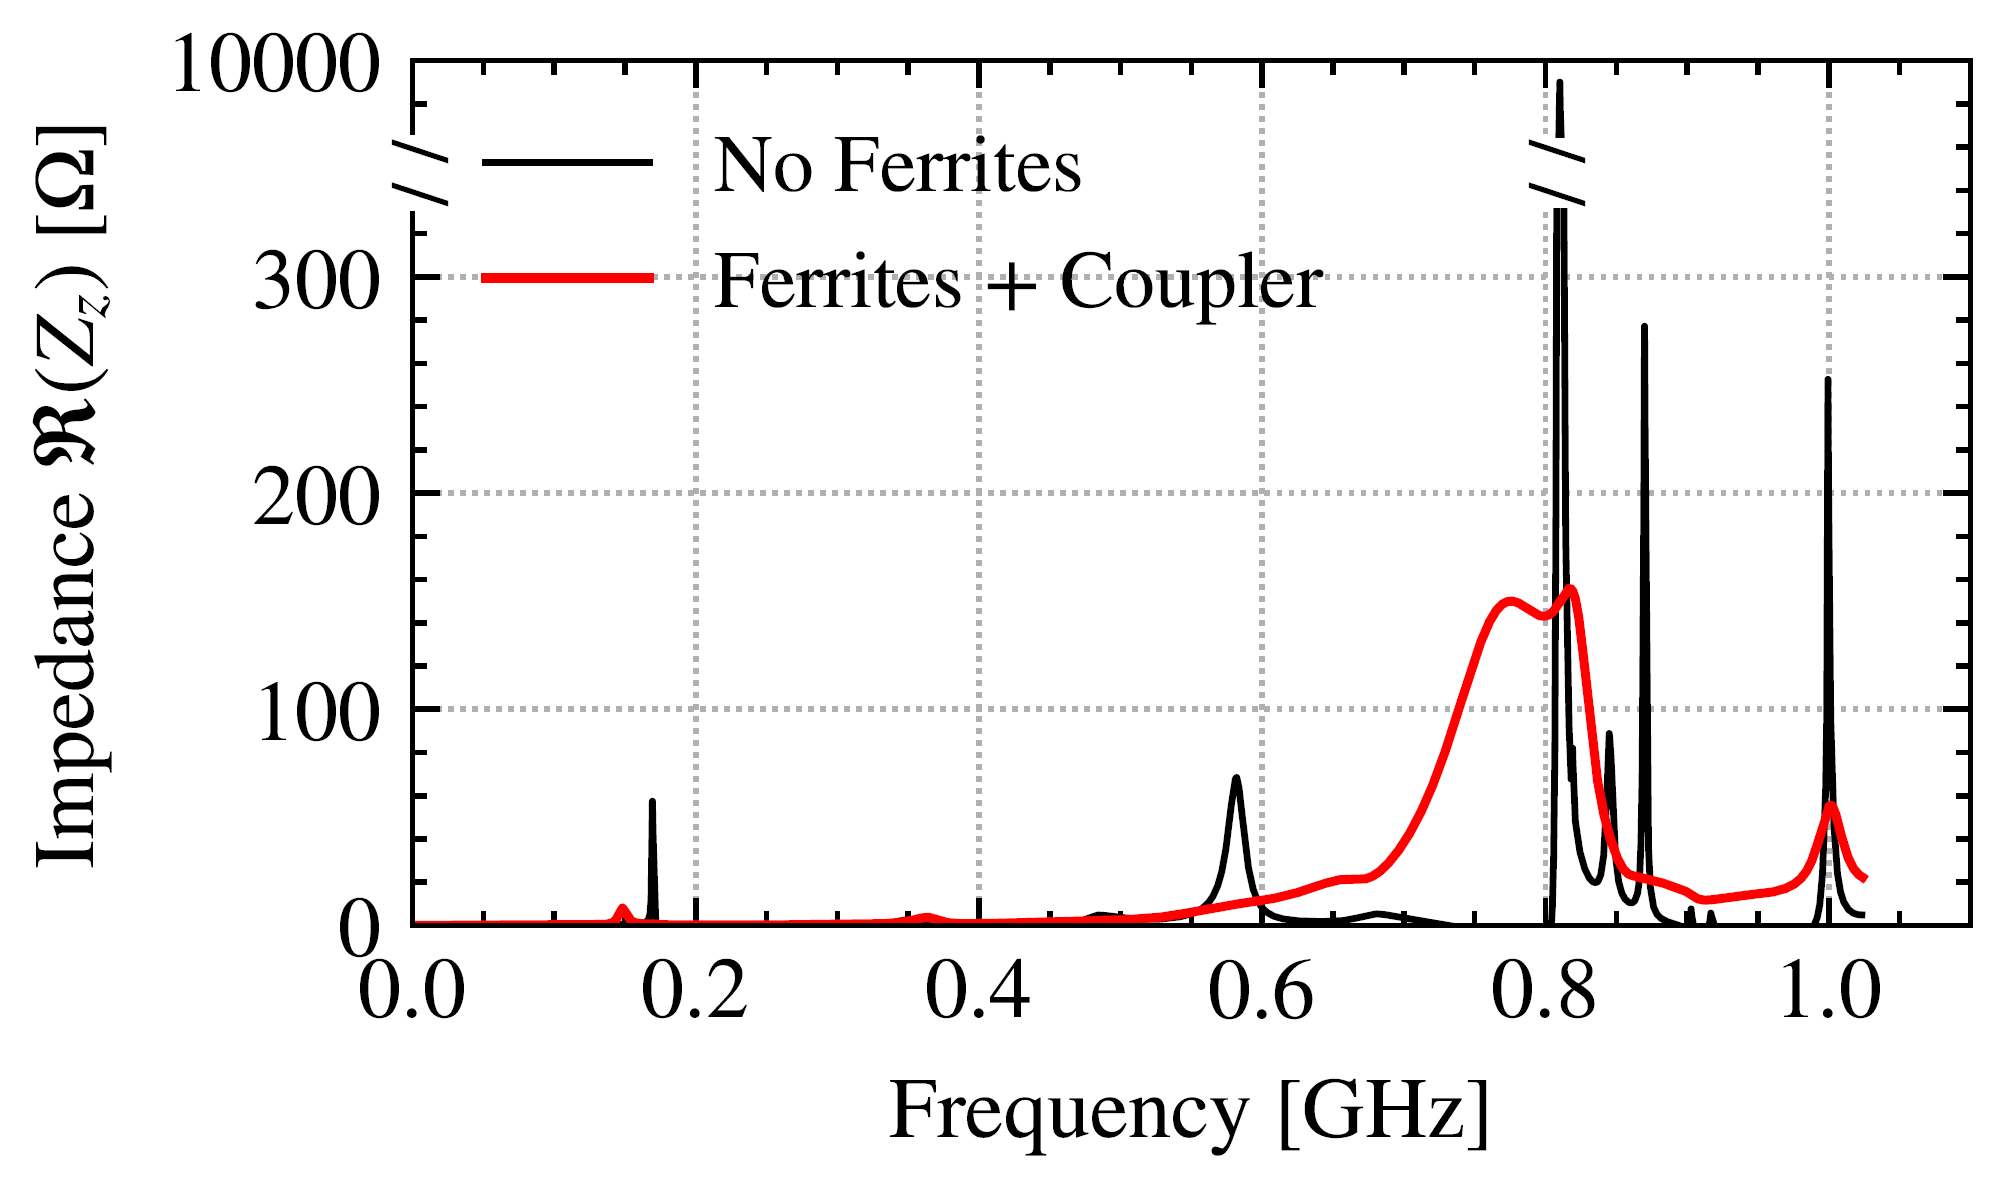 10000
300
200
100
0
Impedance ℜ(Z_z) [Ω]
No Ferrites
Ferrites + Coupler
0.0 0.2 0.4 0.6 0.8 1.0
Frequency [GHz]